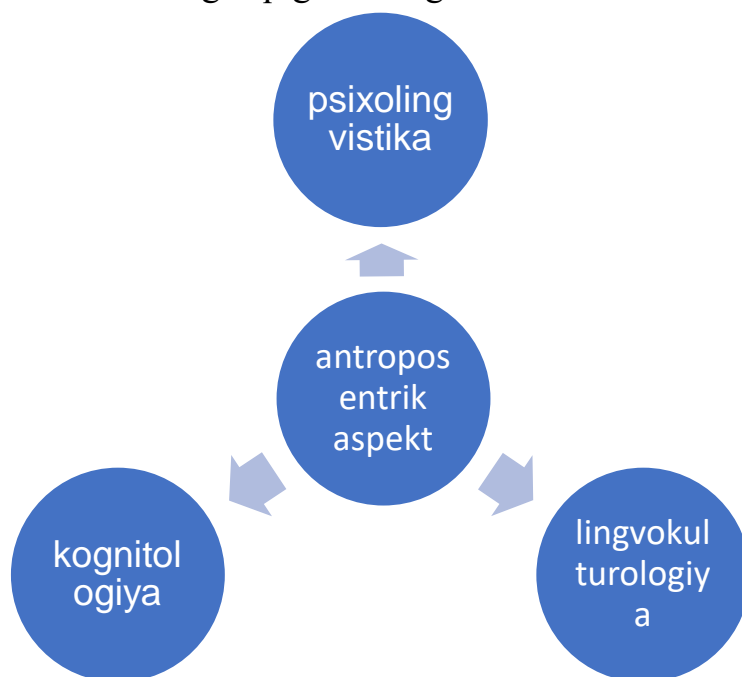 psixoling
vistika
antropos
entrik
aspekt
kognitol
ogiya
lingvokul
turologiy
a